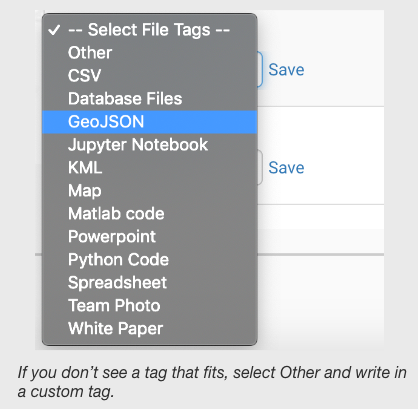 ✓ -- Select File Tags --
Other
CSV
Save
Database Files
GeoJSON
Jupyter Notebook
KML
Save
Map
Matlab code
Powerpoint
Python Code
Spreadsheet
Team Photo
White Paper
If you don’t see a tag that fits, select Other and write in
a custom tag.